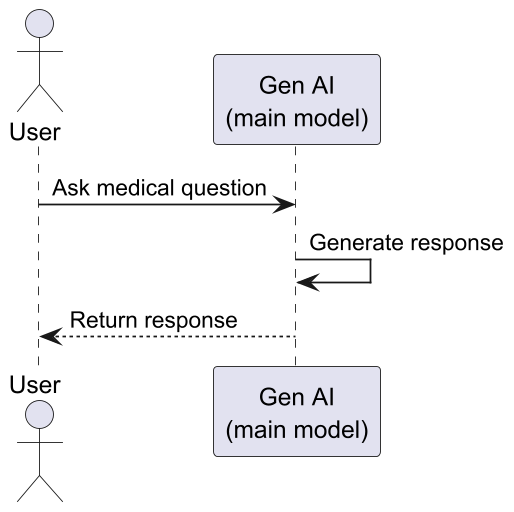 User
Gen AI
(main model)
Ask medical question
Generate response
Return response
User
Gen AI
(main model)